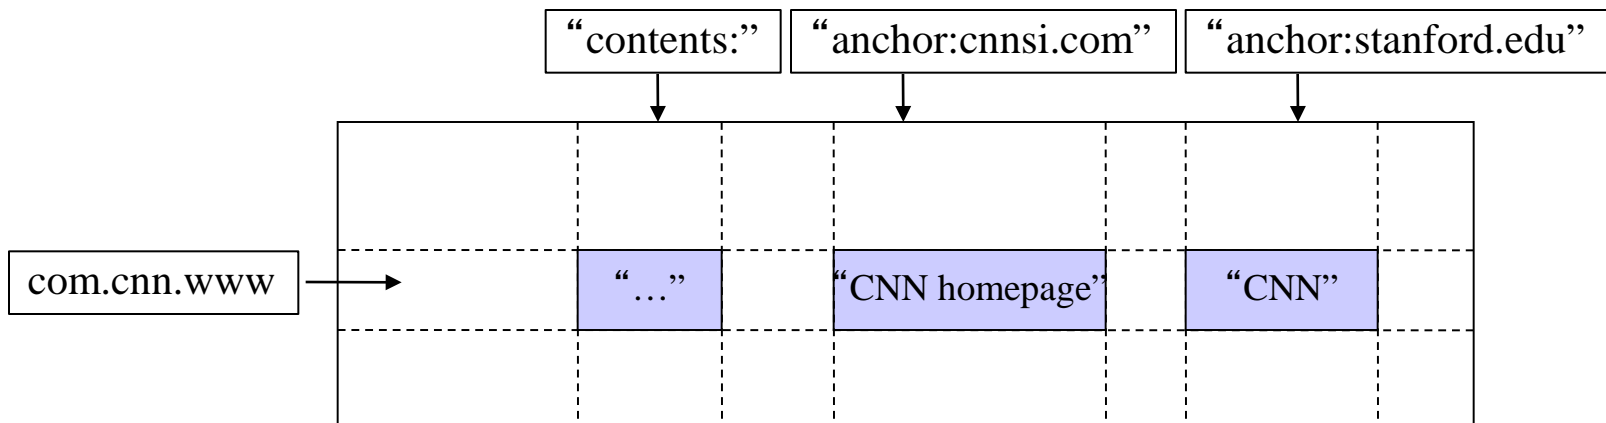 “contents:” “anchor:cnnsi.com” “anchor:stanford.edu”
com.cnn.www “…” “CNN homepage” “CNN”